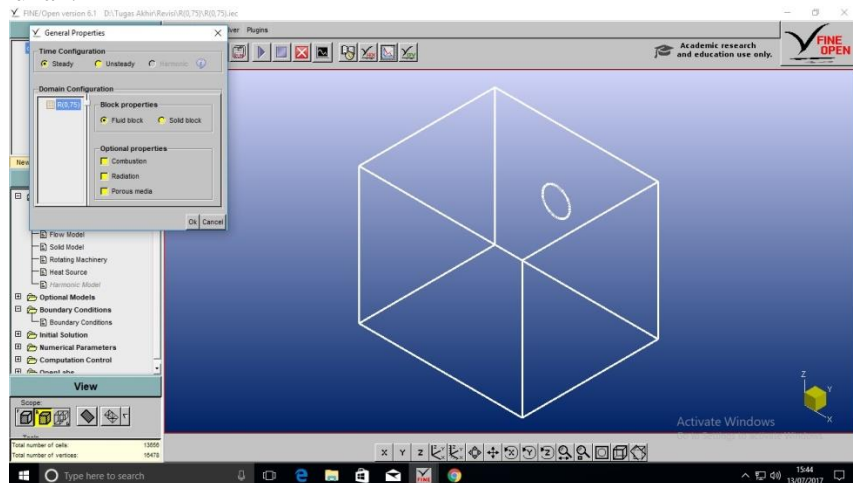 FINE/Open version 6.1 D:\Tugas Akhir\Revisi\R(0,75)\R(0,75).iec
General Properties
Time Configuration
Steady Unsteady Harmonic
Domain Configuration
R(0,75)
Block properties
Fluid block Solid block
Optional properties
Combustion
Radiation
Porous media
Ok Cancel
Plugins
Academic research
and education use only.
FINE
OPEN
Flow Model
Solid Model
Rotating Machinery
Heat Source
Harmonic Model
Optional Models
Boundary Conditions
Boundary Conditions
Initial Solution
Numerical Parameters
Computation Control
View
Scope:
Total number of cells: 13656
Total number of vertices: 16478
X Y Z
Z
Y
X
Activate Windows
Type here to search
15:44
13/07/2017